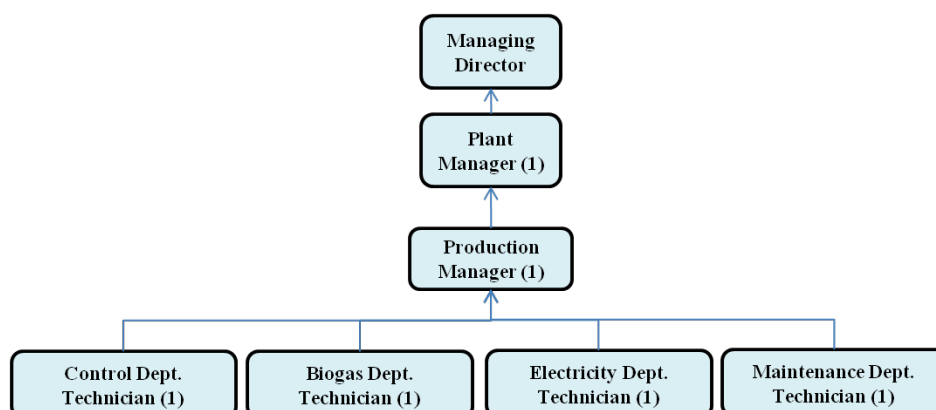 Managing
Director
Plant
Manager (1)
Production
Manager (1)
Control Dept.
Technician (1)
Biogas Dept.
Technician (1)
Electricity Dept.
Technician (1)
Maintenance Dept.
Technician (1)